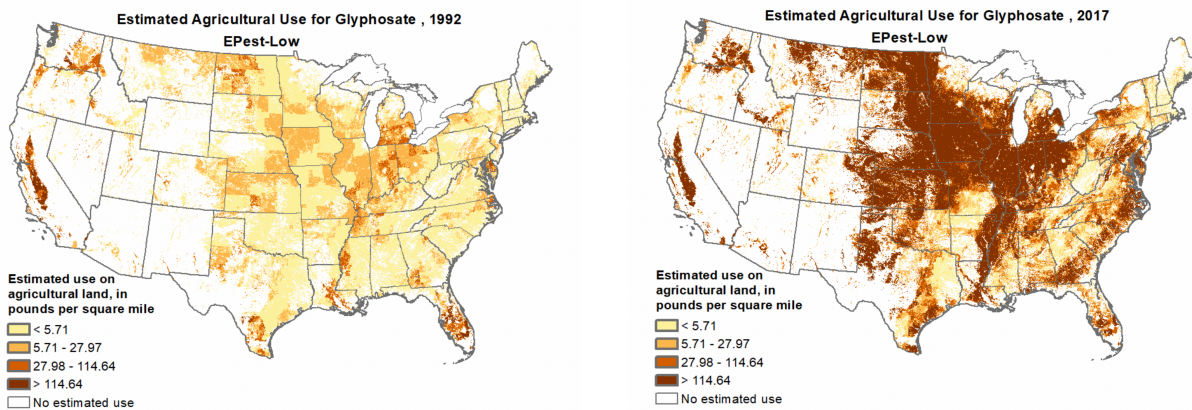 Estimated Agricultural Use for Glyphosate , 1992
EPest-Low
Estimated use on
agricultural land, in
pounds per square mile
< 5.71
5.71 - 27.97
27.98 - 114.64
> 114.64
No estimated use
Estimated Agricultural Use for Glyphosate , 2017
EPest-Low
Estimated use on
agricultural land, in
pounds per square mile
< 5.71
5.71 - 27.97
27.98 - 114.64
> 114.64
No estimated use